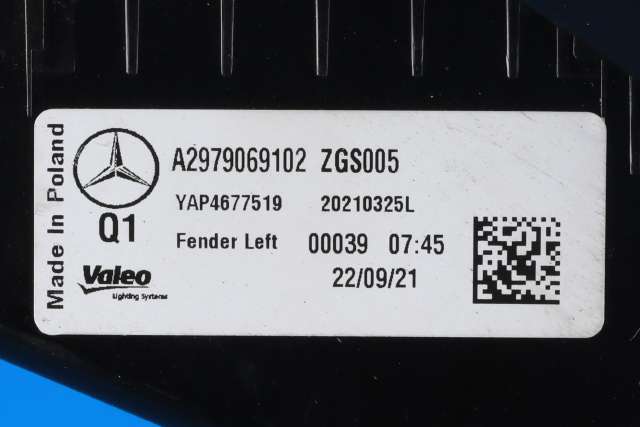 Made In Poland
A2979069102 ZGS005
YAP4677519 20210325L
Q1
Fender Left 00039 07:45
Valeo
Lighting Systems
22/09/21